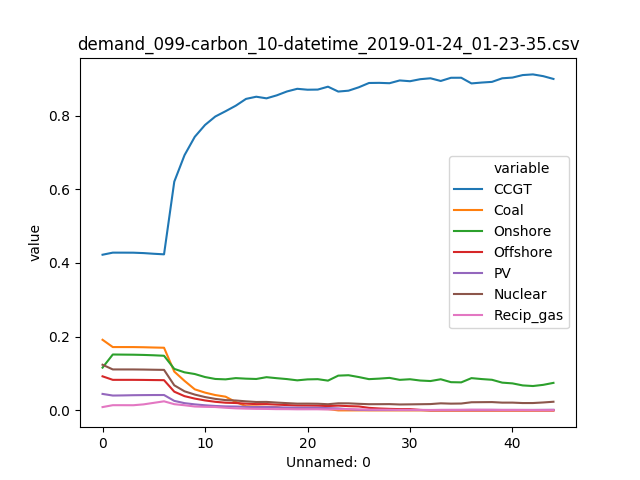 demand_099-carbon_10-datetime_2019-01-24_01-23-35.csv
value
0.8
0.6
0.4
0.2
0.0
variable
CCGT
Coal
Onshore
Offshore
PV
Nuclear
Recip_gas
0 10 20 30 40
Unnamed: 0